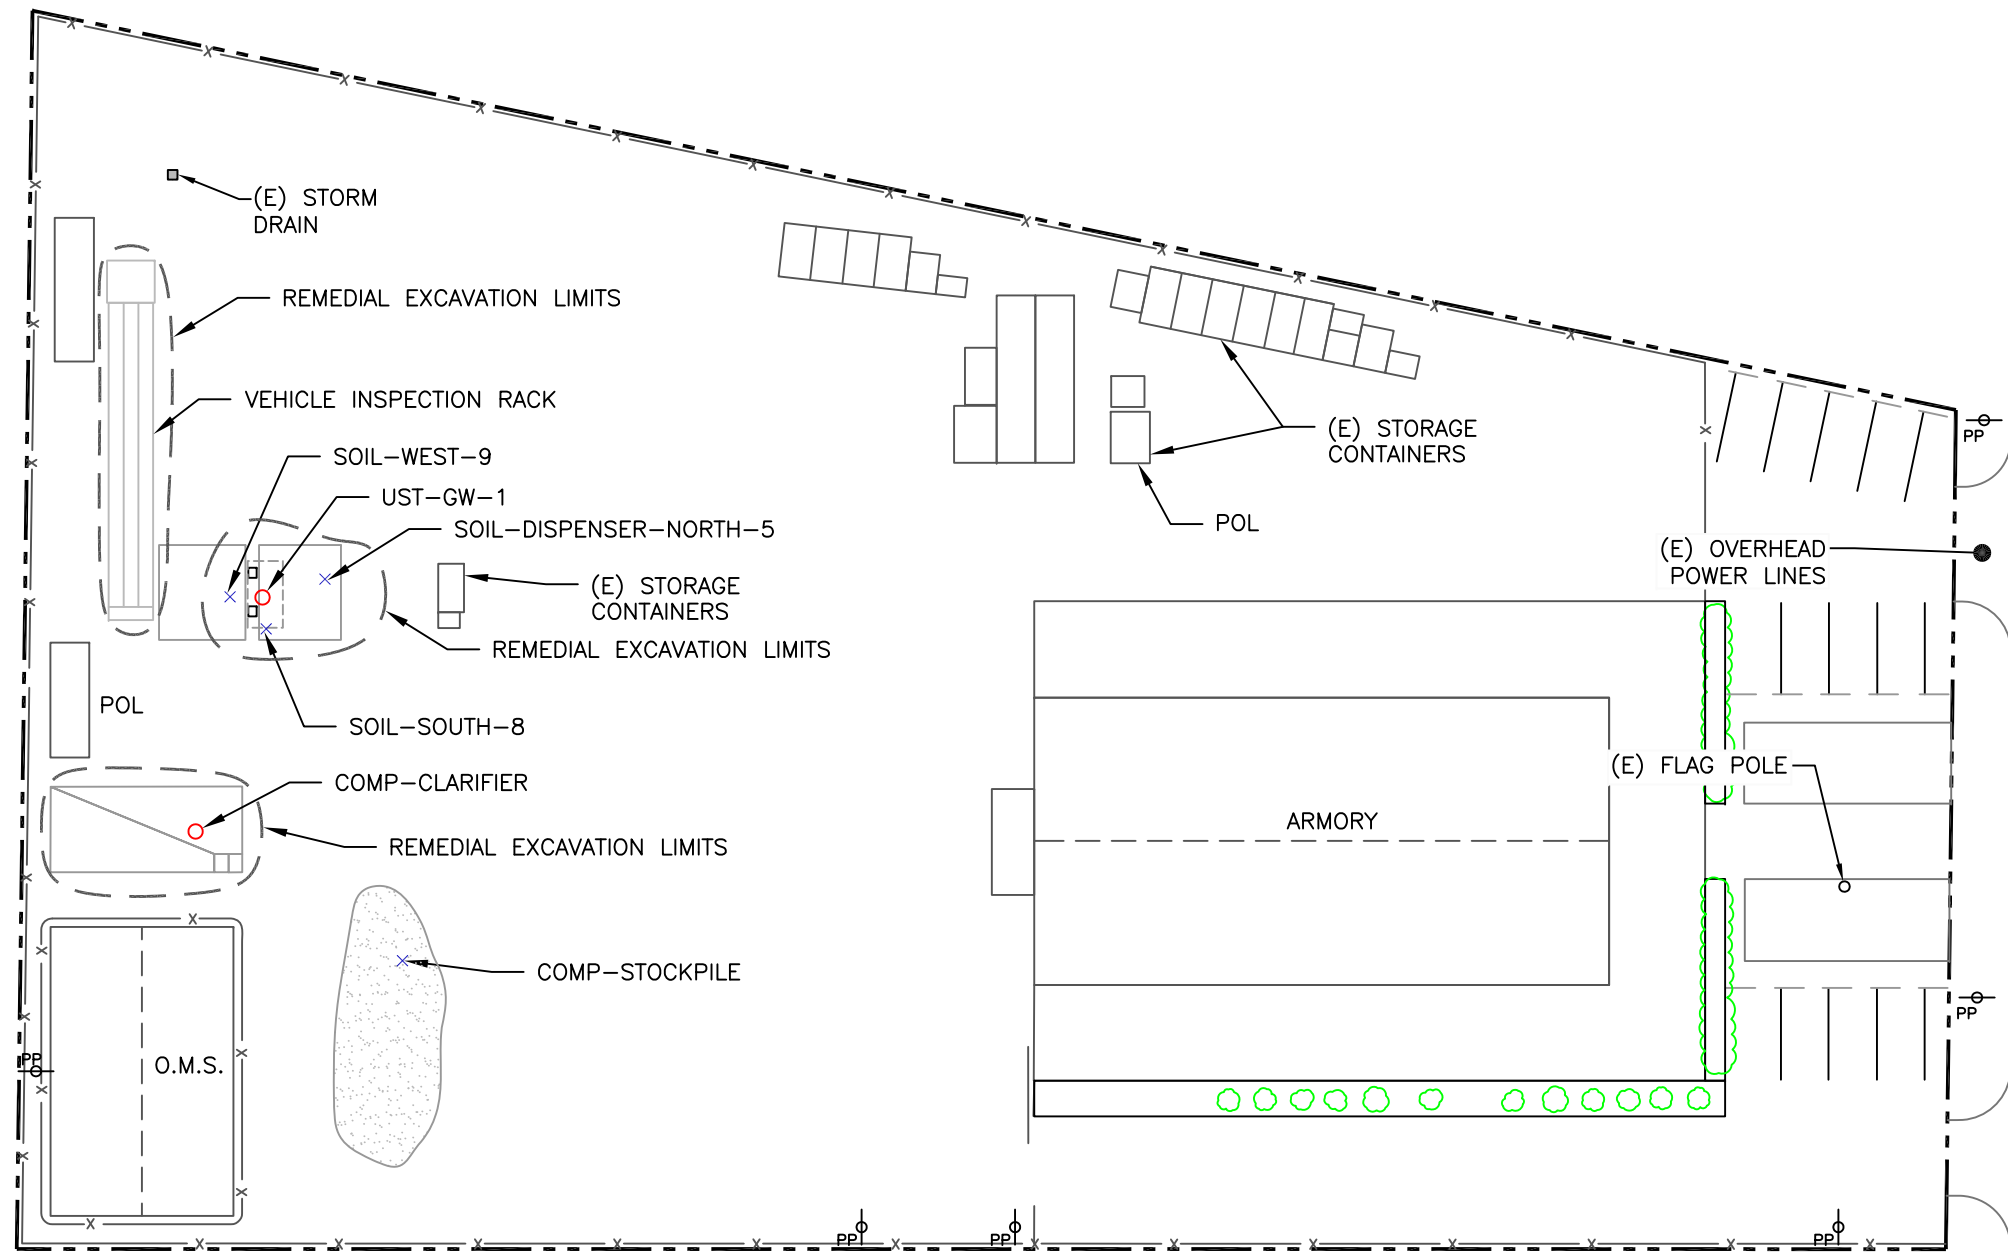 (E) STORM
DRAIN
REMEDIAL EXCAVATION LIMITS
VEHICLE INSPECTION RACK
SOIL-WEST-9
UST-GW-1
SOIL-DISPENSER-NORTH-5
(E) STORAGE
CONTAINERS
REMEDIAL EXCAVATION LIMITS
POL
SOIL-SOUTH-8
COMP-CLARIFIER
REMEDIAL EXCAVATION LIMITS
COMP-STOCKPILE
O.M.S.
PP
(E) STORAGE
CONTAINERS
POL
PP
(E) OVERHEAD
POWER LINES
(E) FLAG POLE
ARMORY
PP
PP
PP
PP